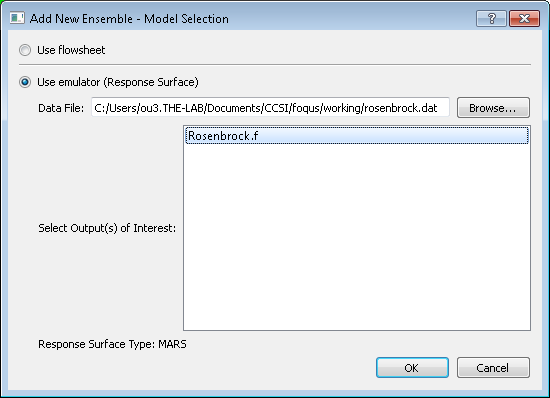 Add New Ensemble - Model Selection
Use flowsheet
Use emulator (Response Surface)
Data File: C:/Users/ou3.THE-LAB/Documents/CCSI/foqus/working/rosenbrock.dat Browse...
Rosenbrock.f
Select Output(s) of Interest:
Response Surface Type: MARS
OK Cancel